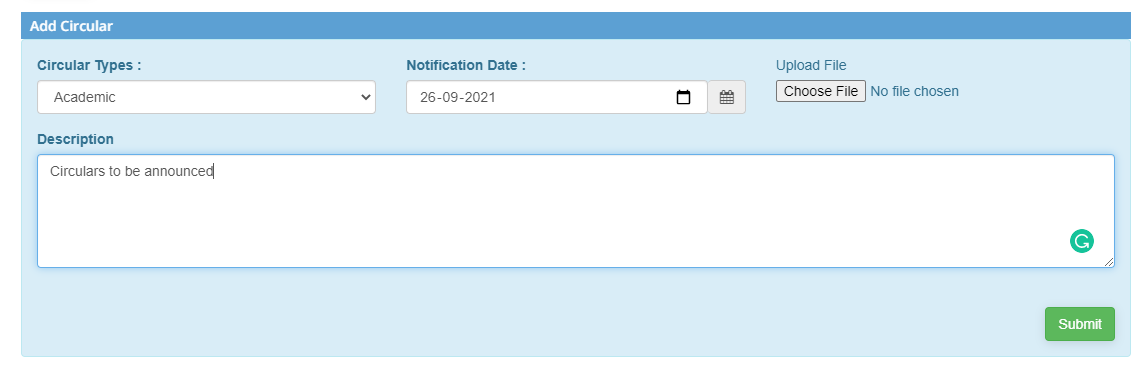 Add Circular
Circular Types :
Notification Date :
Upload File
Academic
26-09-2021
Choose File No file chosen
Description
Circulars to be announced
Submit